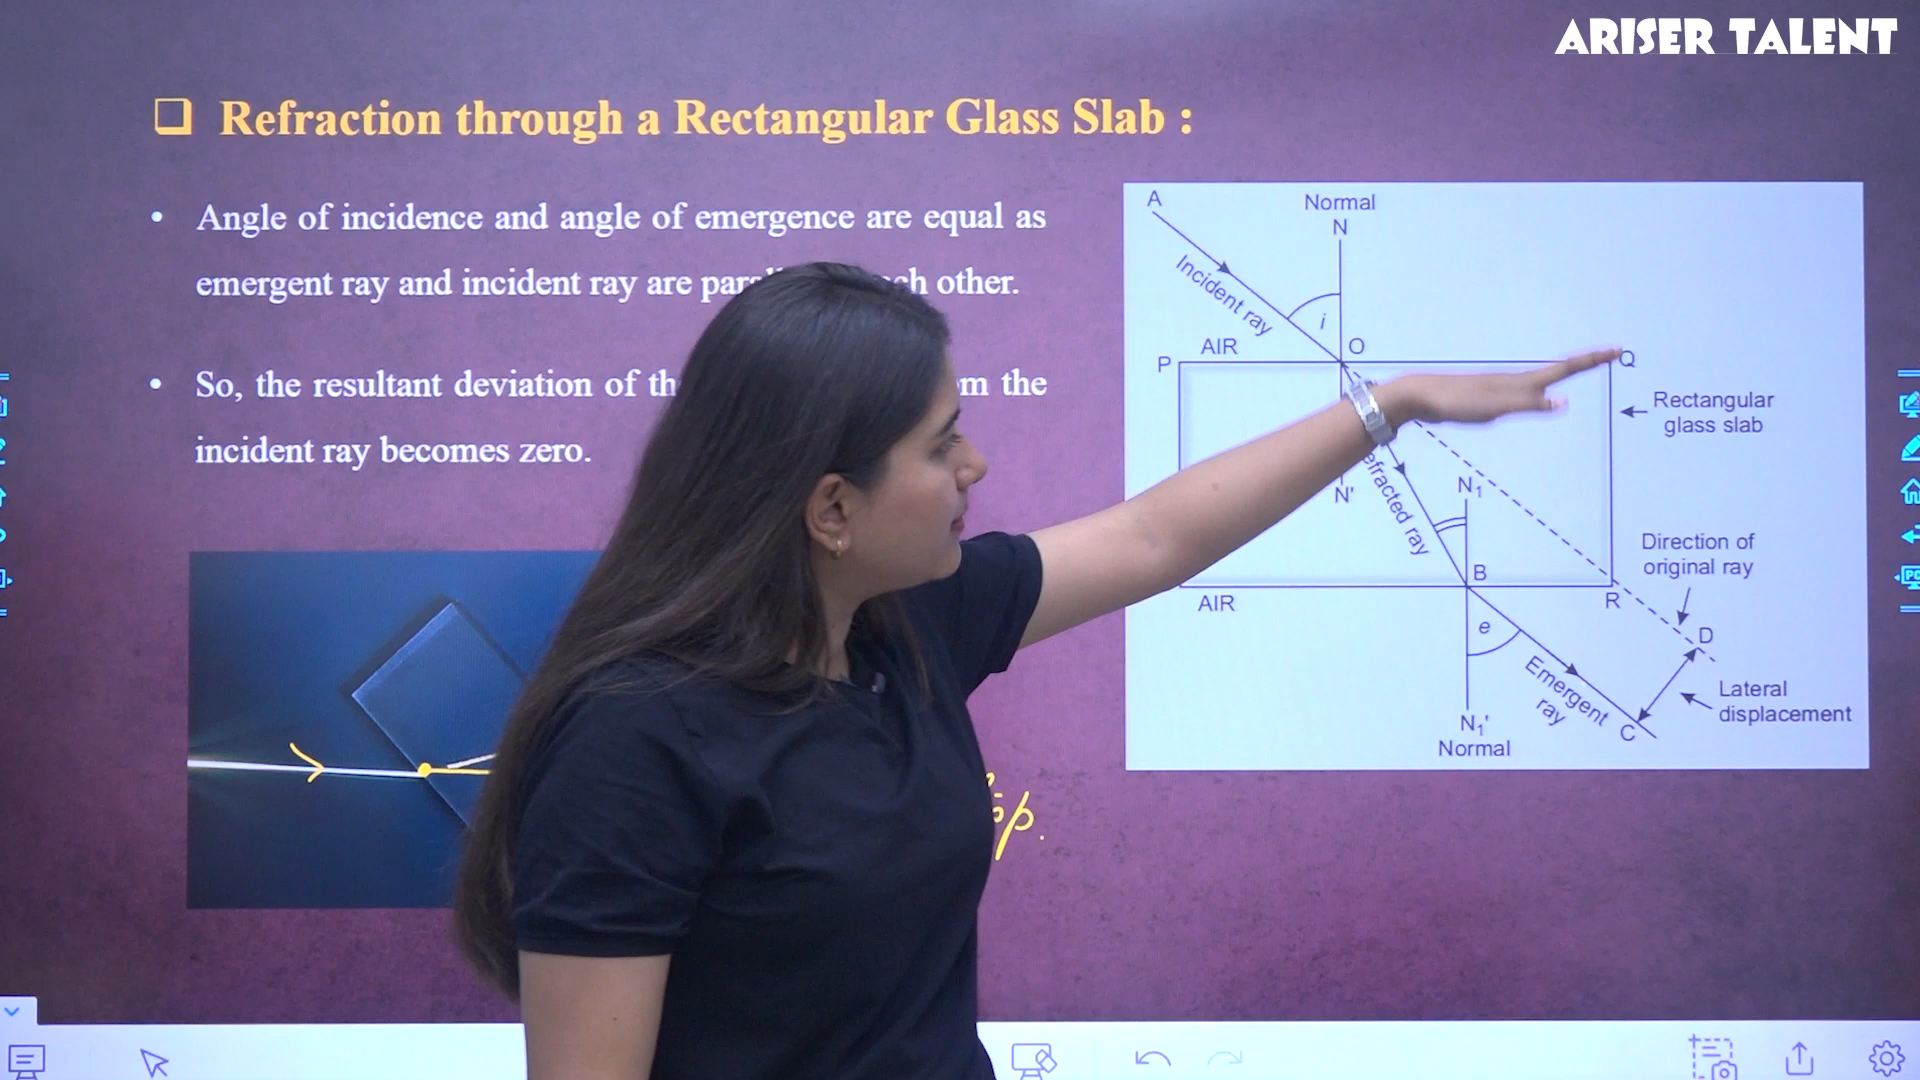 ARISER TALENT
Refraction through a Rectangular Glass Slab :
Angle of incidence and angle of emergence are equal as
emergent ray and incident ray are other.
So, the resultant deviation of the
incident ray becomes zero.
A
Normal
N
Incident ray
i
AIR
O
P
Q
Rectangular
glass slab
N'
N₁
Direction of
original ray
B
AIR
R
e
D
Emergent
ray
Lateral
displacement
C
N₁'
Normal